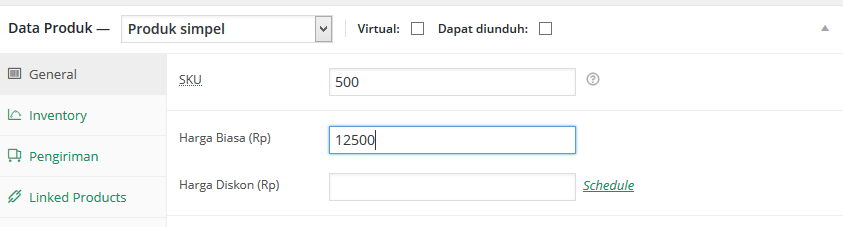 Data Produk — Produk simpel Virtual: Dapat diunduh:
General
SKU 500
Inventory
Harga Biasa (Rp) 12500
Pengiriman
Harga Diskon (Rp) Schedule
Linked Products